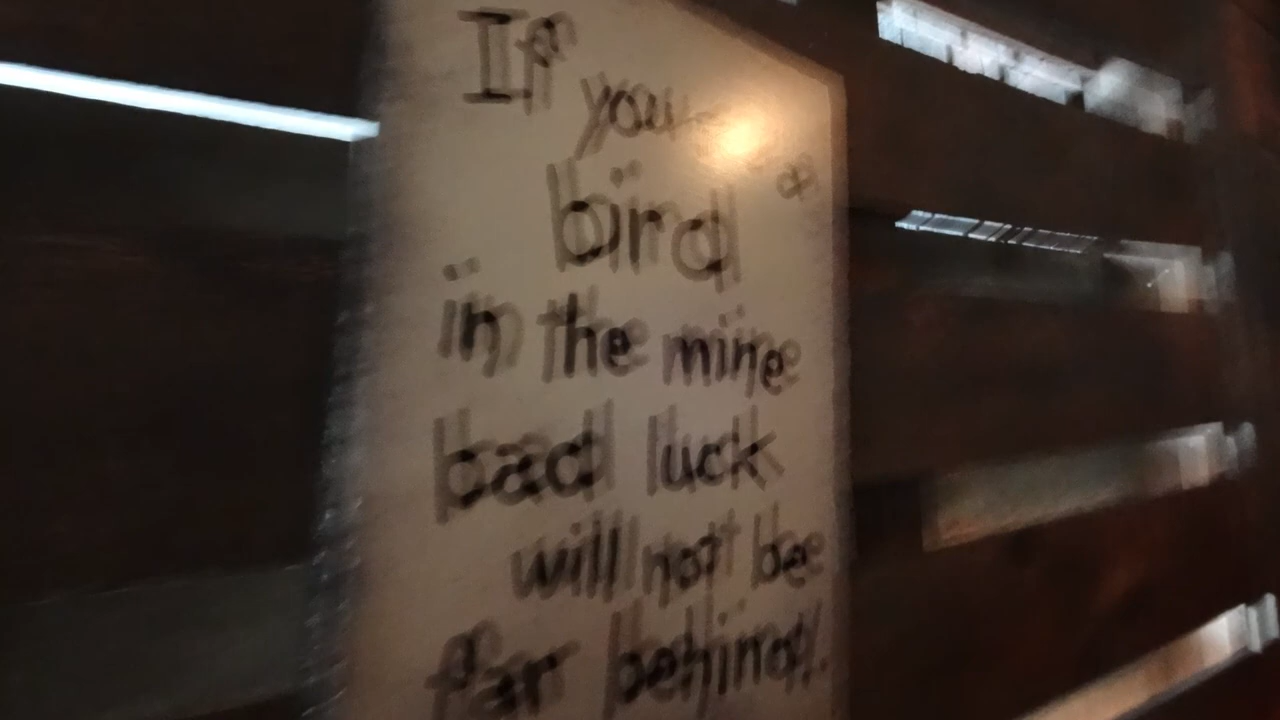 If you
bird
in the mine
bad luck
will not be
far behind.